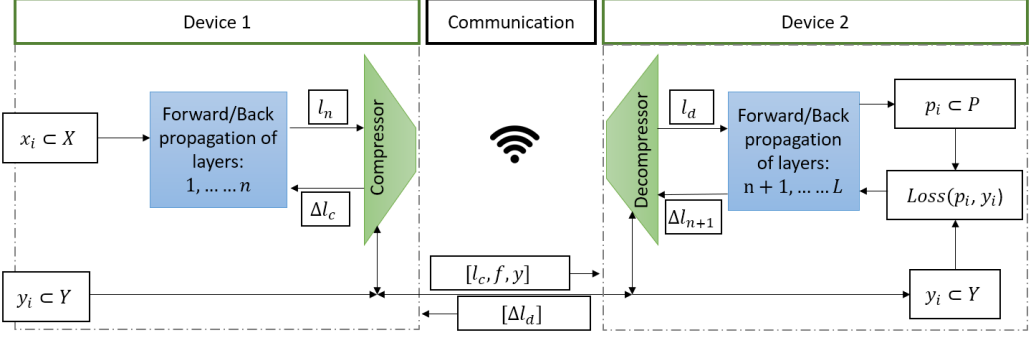 Device 1
Communication
Device 2
x_i ⊂ X
Forward/Back
propagation of
layers:
1, … … n
l_n
Δl_c
Compressor
Decompressor
l_d
Δl_{n+1}
Forward/Back
propagation
of layers:
n + 1, … … L
p_i ⊂ P
Loss(p_i, y_i)
y_i ⊂ Y
[l_c, f, y]
[Δl_d]
y_i ⊂ Y